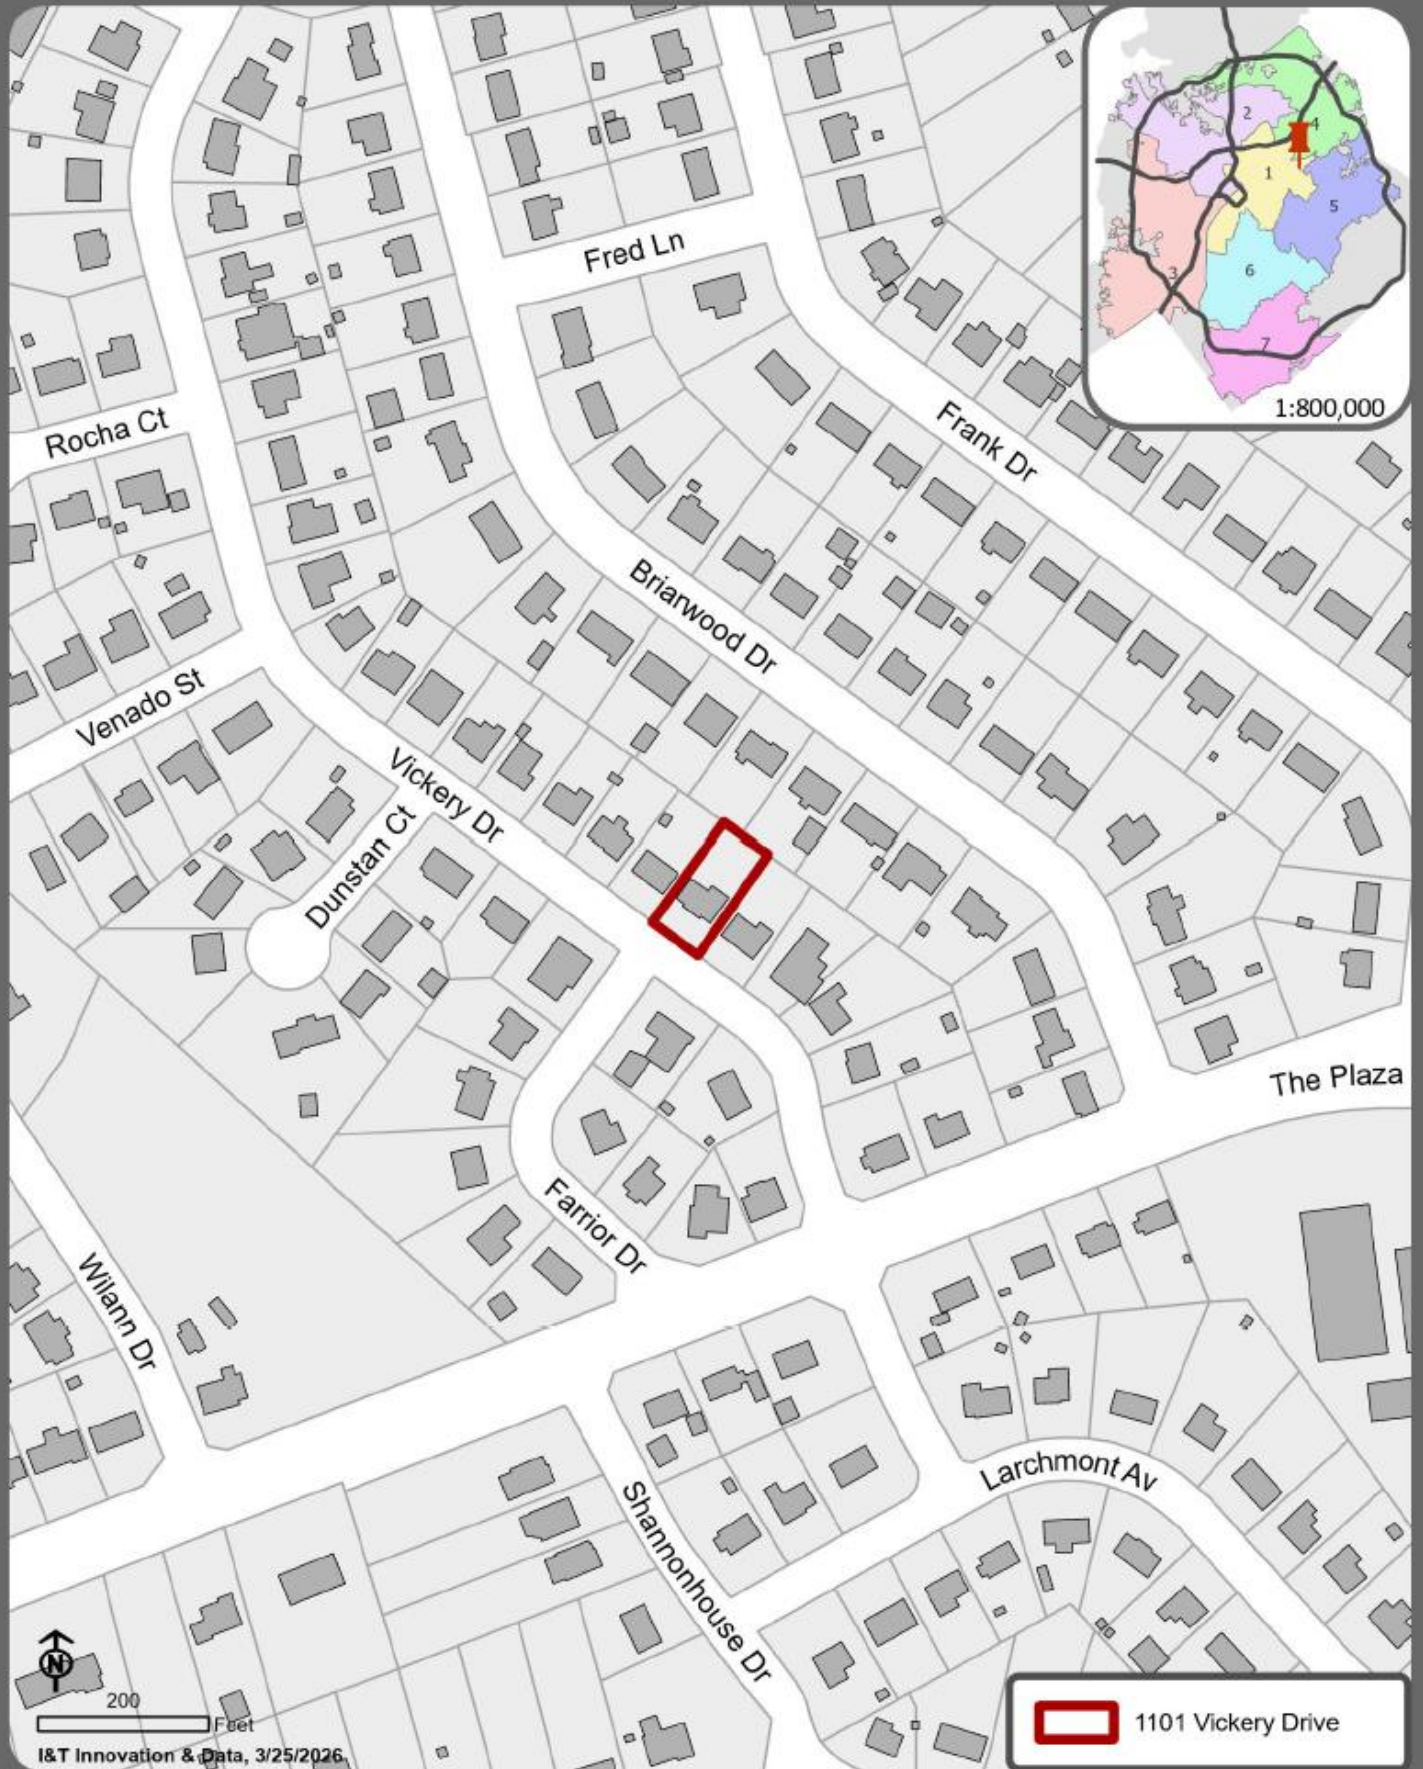 2
4
1
5
3
6
7
1:800,000
Fred Ln
Rocha Ct
Frank Dr
Briarwood Dr
Venado St
Vickery Dr
Dunstan Ct
The Plaza
Farrior Dr
Wilann Dr
Larchmont Av
Shannonhouse Dr
N
200
Feet
I&T Innovation & Data, 3/25/2026
1101 Vickery Drive